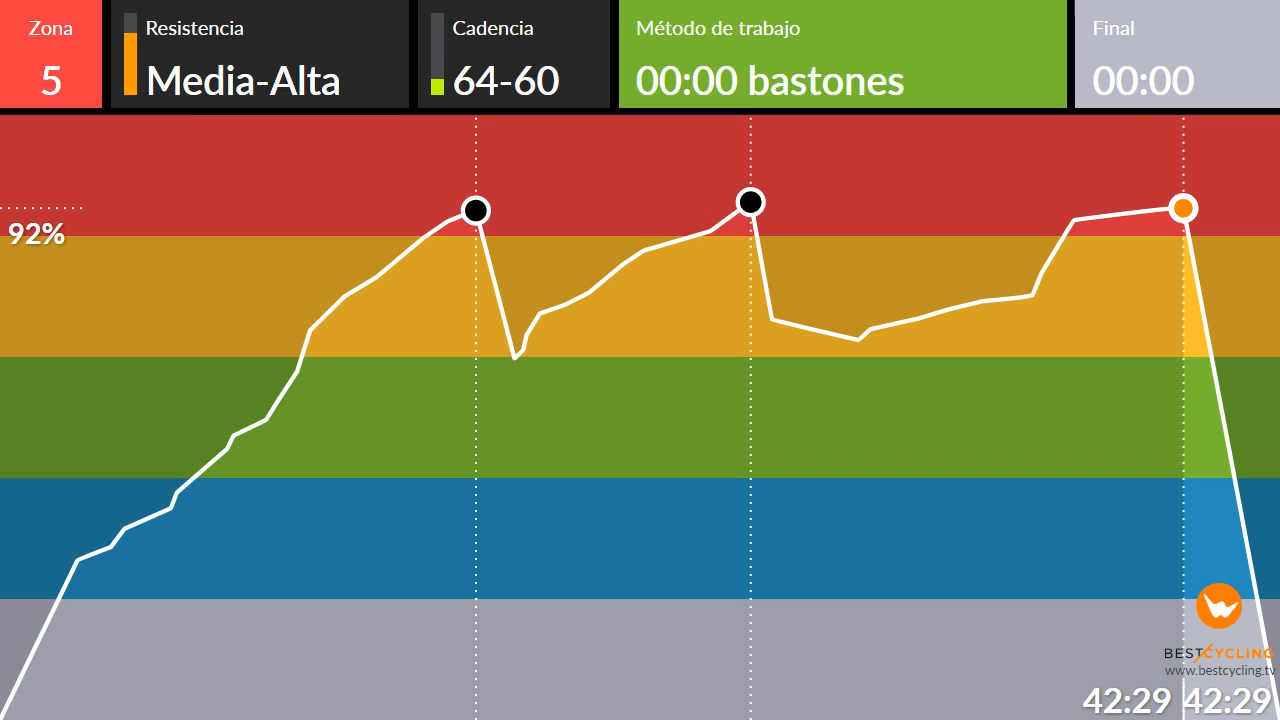 Zona
5
Resistencia
Media-Alta
Cadencia
64-60
Método de trabajo
00:00 bastones
Final
00:00
92%
BESTCYCLING
www.bestcycling.tv
42:29 42:29